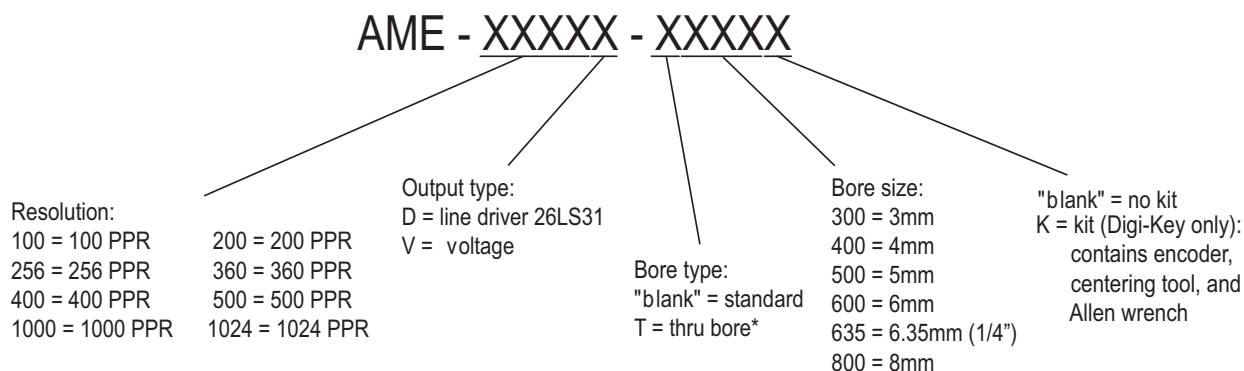 AME - XXXXX - XXXXX
Resolution:
100 = 100 PPR 200 = 200 PPR
256 = 256 PPR 360 = 360 PPR
400 = 400 PPR 500 = 500 PPR
1000 = 1000 PPR 1024 = 1024 PPR
Output type:
D = line driver 26LS31
V = voltage
Bore type:
"blank" = standard
T = thru bore*
Bore size:
300 = 3mm
400 = 4mm
500 = 5mm
600 = 6mm
635 = 6.35mm (1/4”)
800 = 8mm
"blank" = no kit
K = kit (Digi-Key only):
contains encoder,
centering tool, and
Allen wrench